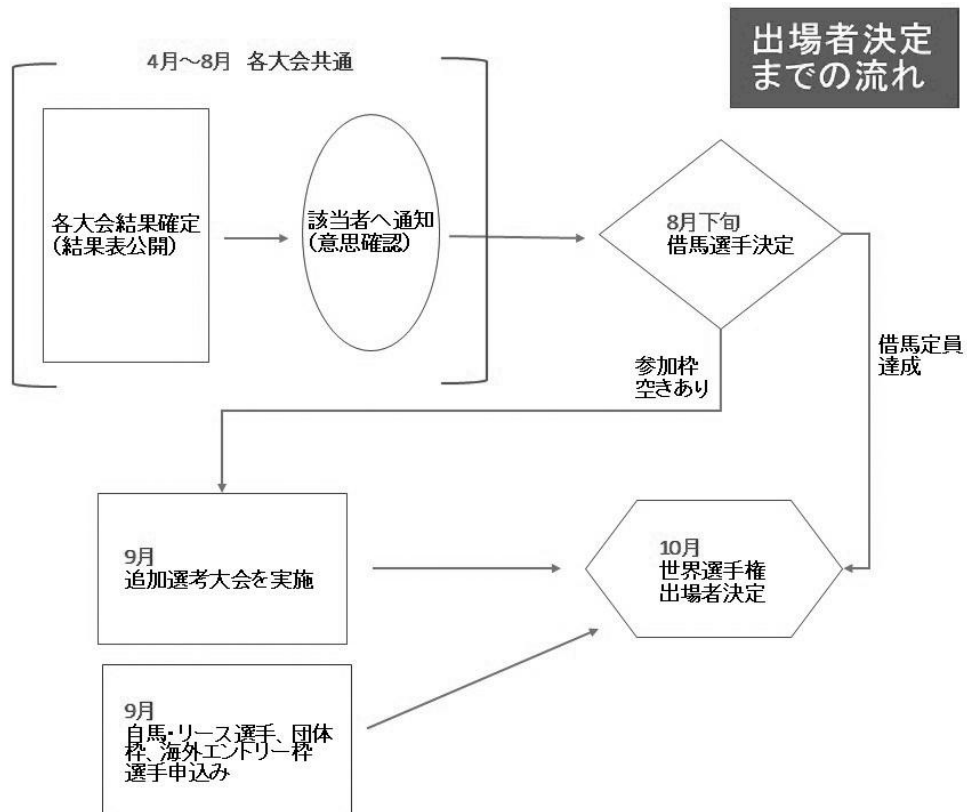 出場者決定
までの流れ
4月～8月 各大会共通
各大会結果確定
(結果表公開)
該当者へ通知
(意思確認)
8月下旬
借馬選手決定
参加枠
空きあり
借馬定員
達成
9月
追加選考大会を実施
10月
世界選手権
出場者決定
9月
自馬・リース選手、団体
枠、海外エントリー枠
選手申込み